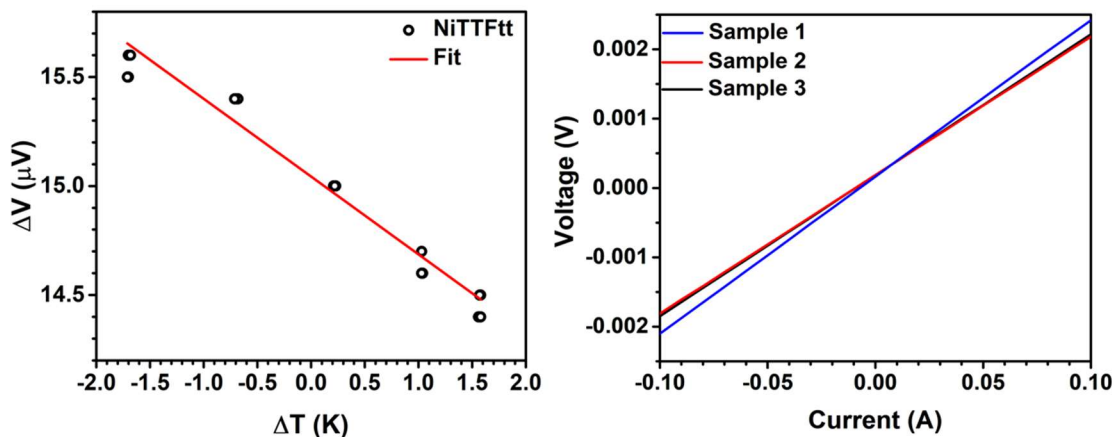 NiTTFtt
Fit
15.5
15.0
14.5
ΔV (μV)
-2.0 -1.5 -1.0 -0.5 0.0 0.5 1.0 1.5 2.0
ΔT (K)
Sample 1
Sample 2
Sample 3
0.002
0.001
0.000
-0.001
-0.002
Voltage (V)
-0.10 -0.05 0.00 0.05 0.10
Current (A)